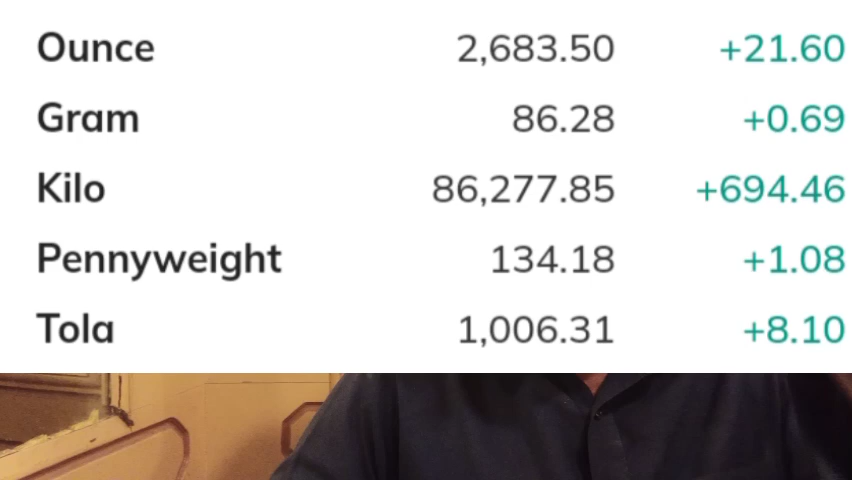 Ounce 2,683.50 +21.60
Gram 86.28 +0.69
Kilo 86,277.85 +694.46
Pennyweight 134.18 +1.08
Tola 1,006.31 +8.10